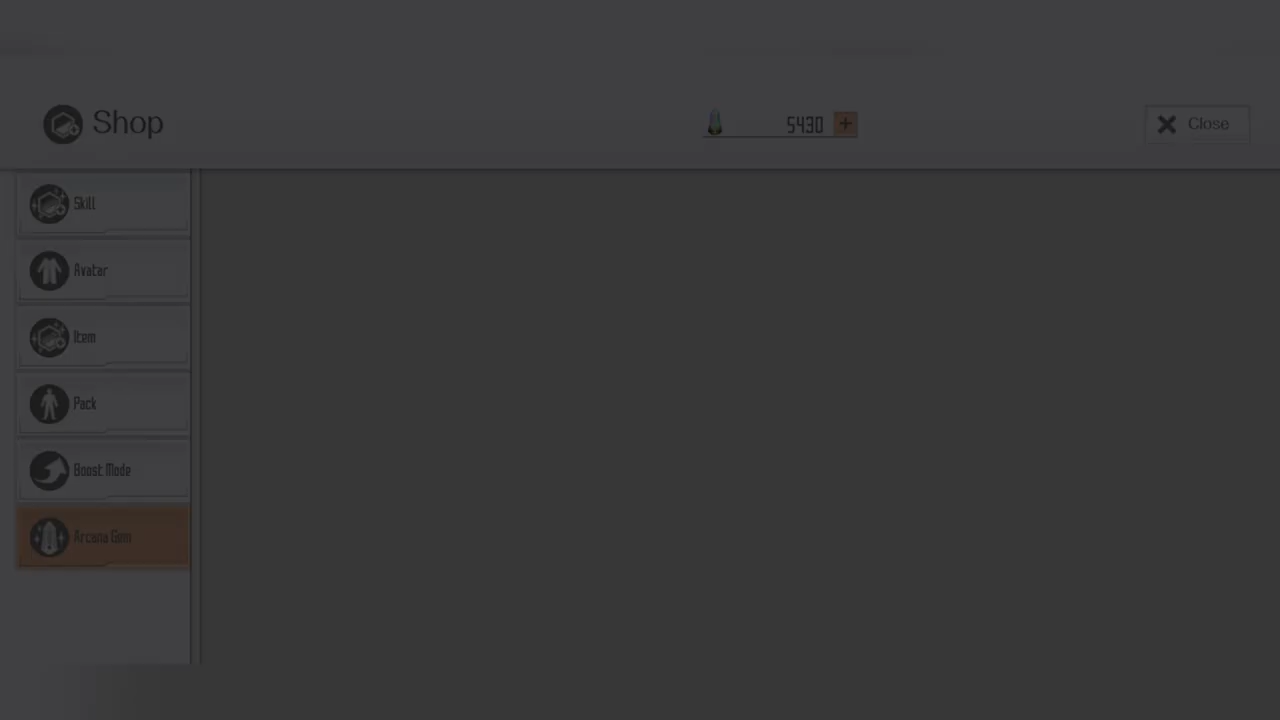 Shop
5430 +
Close
Skill
Avatar
Item
Pack
Boost Mode
Arcana Gem